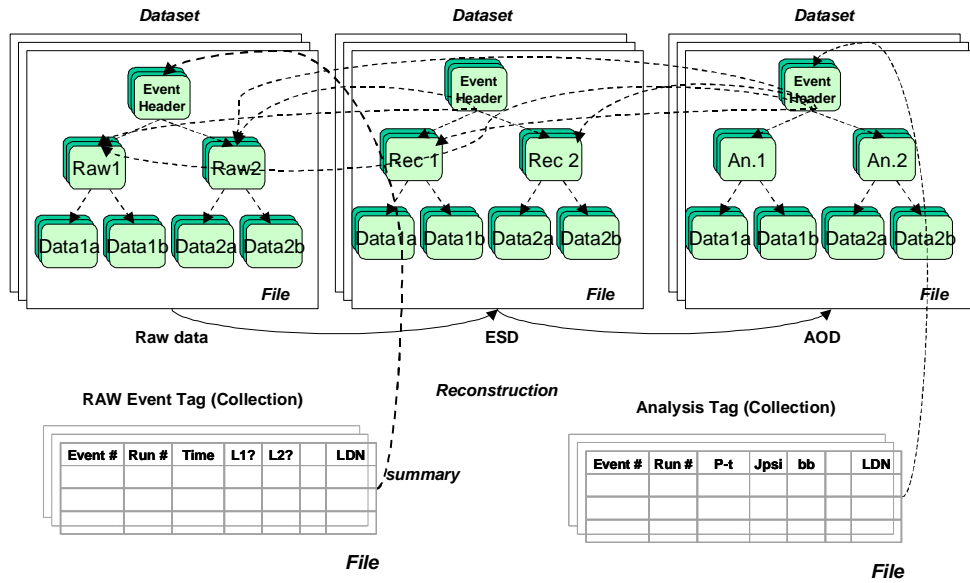 Dataset
Dataset
Dataset
Event
Header
Event
Header
Event
Header
Raw1
Raw2
Rec 1
Rec 2
An.1
An.2
Data1a
Data1b
Data2a
Data2b
Data1a
Data1b
Data2a
Data2b
Data1a
Data1b
Data2a
Data2b
File
File
File
Raw data
ESD
AOD
Reconstruction
RAW Event Tag (Collection)
Analysis Tag (Collection)
Event # Run # Time L1? L2? LDN
Event # Run # P-t Jpsi bb LDN
summary
File
File